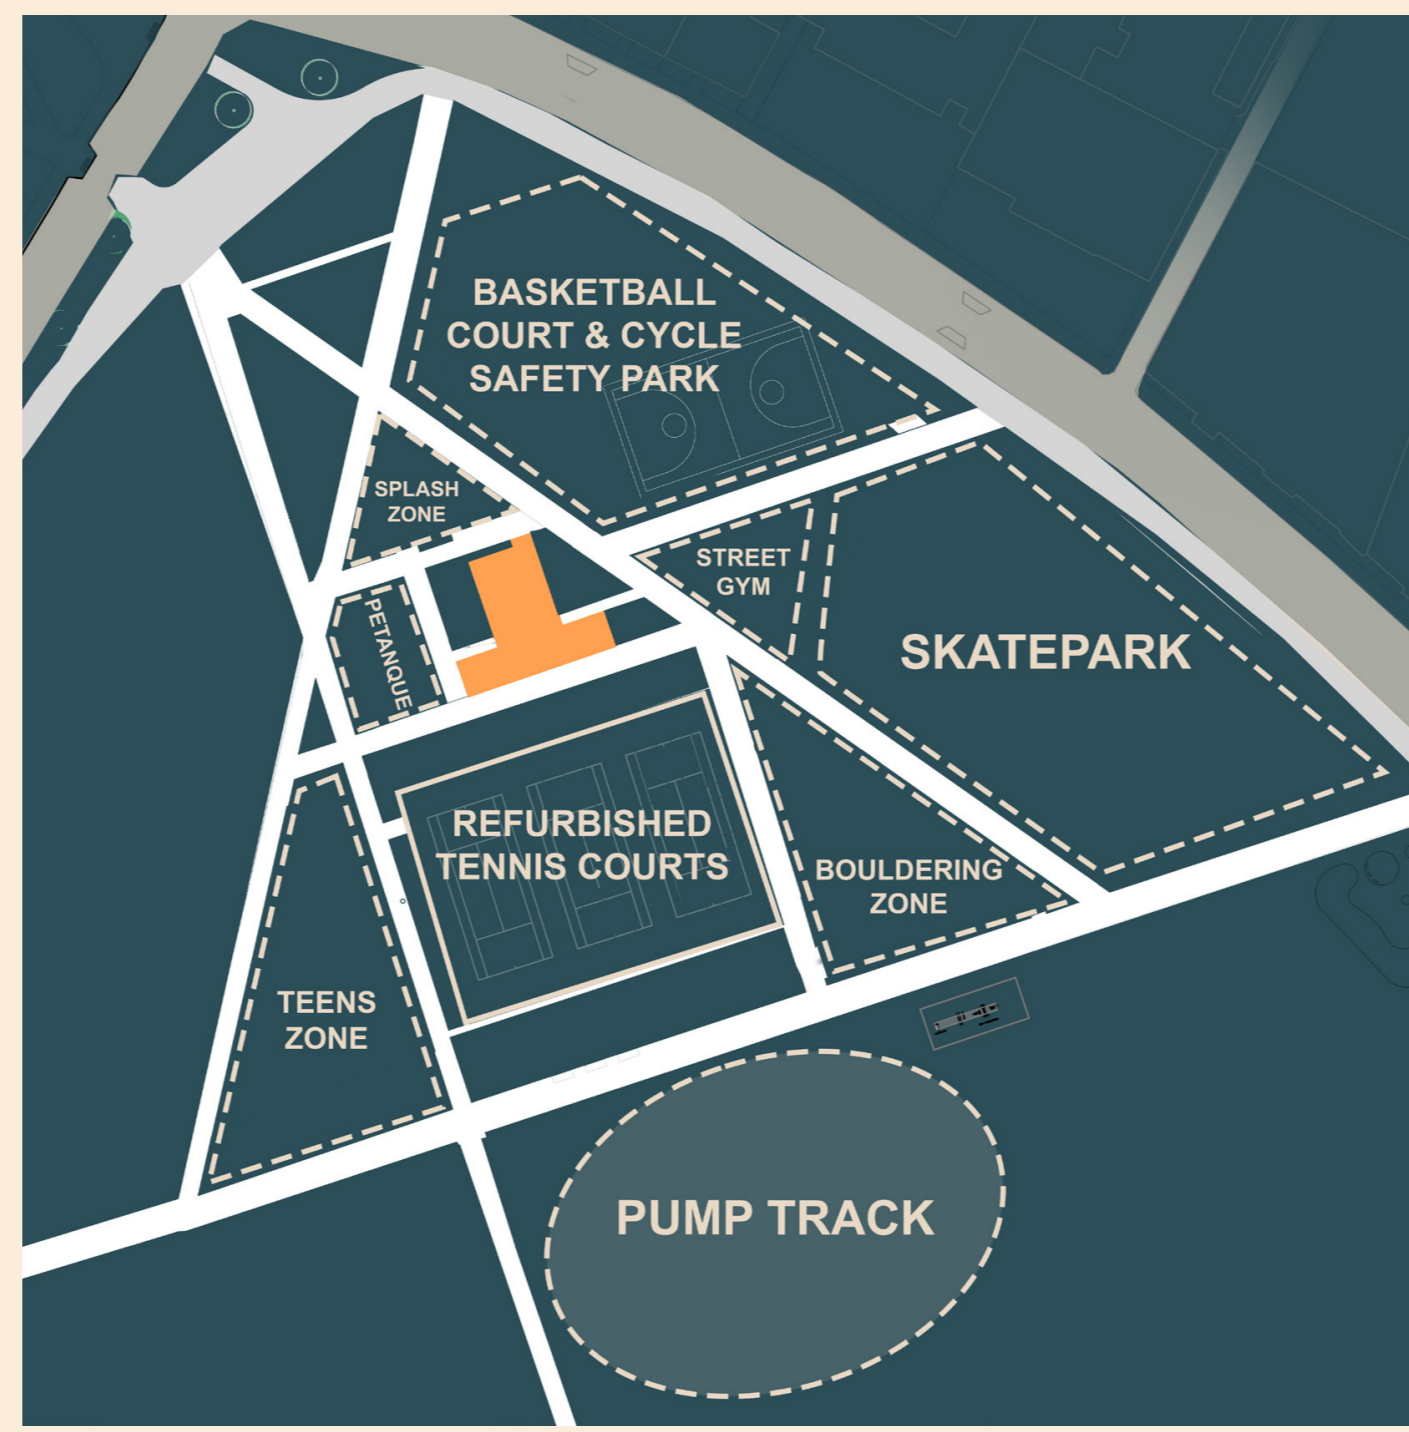 BASKETBALL
COURT & CYCLE
SAFETY PARK
SPLASH
ZONE
STREET
GYM
PETANQUE
SKATEPARK
REFURBISHED
TENNIS COURTS
BOULDERING
ZONE
TEENS
ZONE
PUMP TRACK